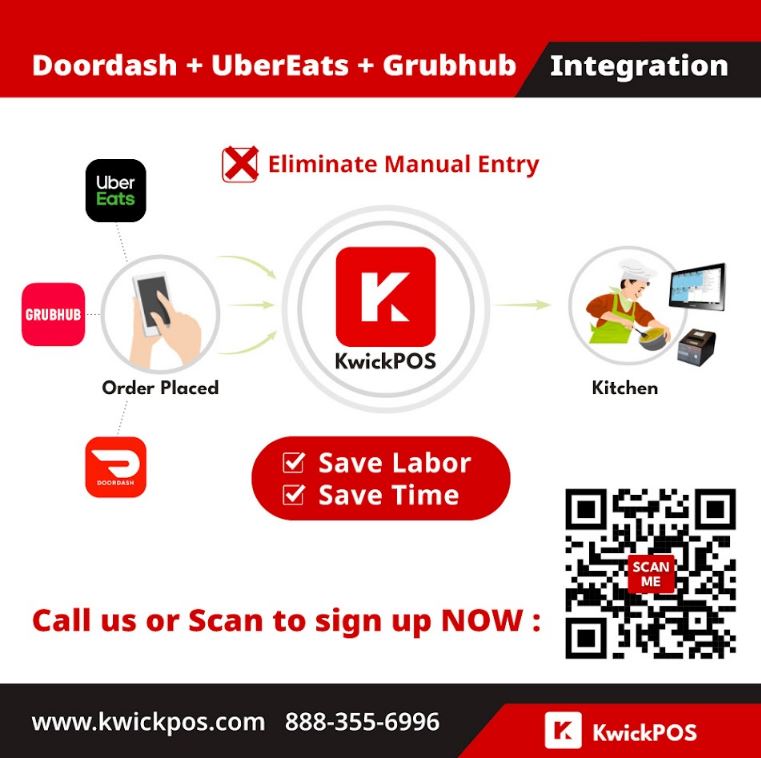 Doordash + UberEats + Grubhub Integration
Eliminate Manual Entry
Uber
Eats
GRUBHUB
KwickPOS
Order Placed
Kitchen
DOORDASH
Save Labor
Save Time
SCAN
ME
Call us or Scan to sign up NOW :
www.kwickpos.com 888-355-6996
K KwickPOS